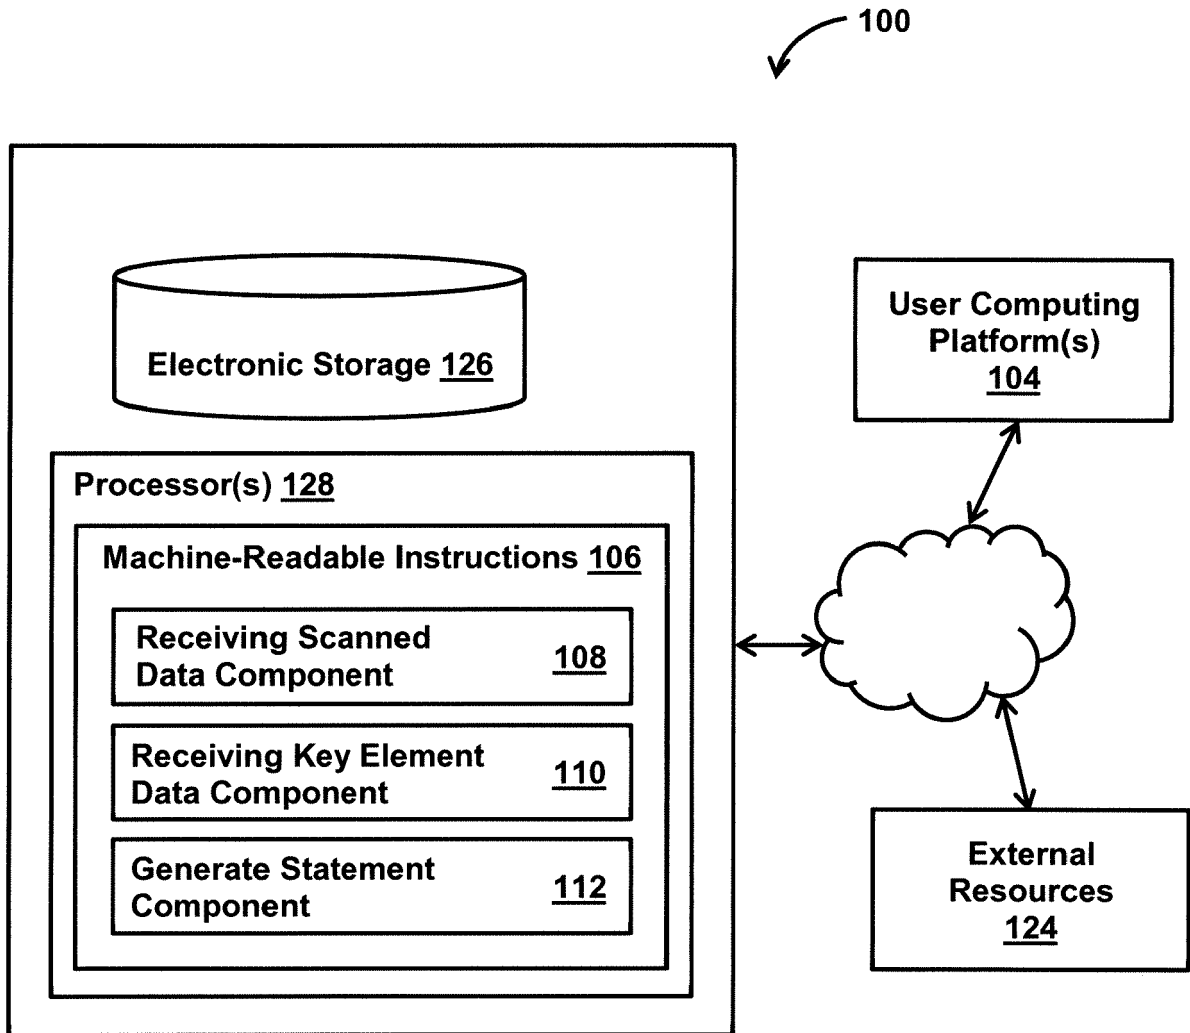 100
Electronic Storage 126
User Computing
Platform(s)
104
Processor(s) 128
Machine-Readable Instructions 106
Receiving Scanned
Data Component 108
Receiving Key Element
Data Component 110
Generate Statement
Component 112
External
Resources
124